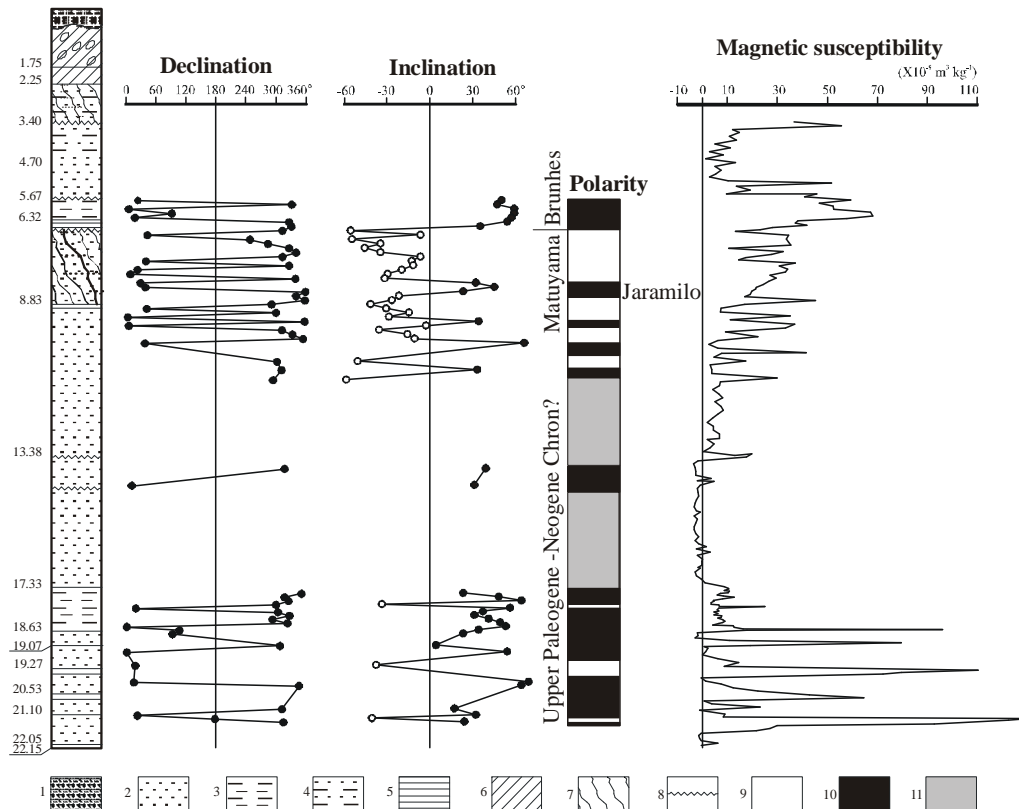 Magnetic susceptibility
(X10⁻⁸ m³ kg⁻¹)
Declination
Inclination
0 60 120 180 240 300 360°
-60 -30 0 30 60°
-10 0 10 30 50 70 90 110
1.75
2.25
3.40
4.70
5.67
6.32
8.83
13.38
17.33
18.63
19.07
19.27
20.53
21.10
22.05
22.15
Polarity
Brunhes
Matuyama
Jaramilo
Upper Paleogene -Neogene Chron?
1 2 3 4 5 6 7 8 9 10 11